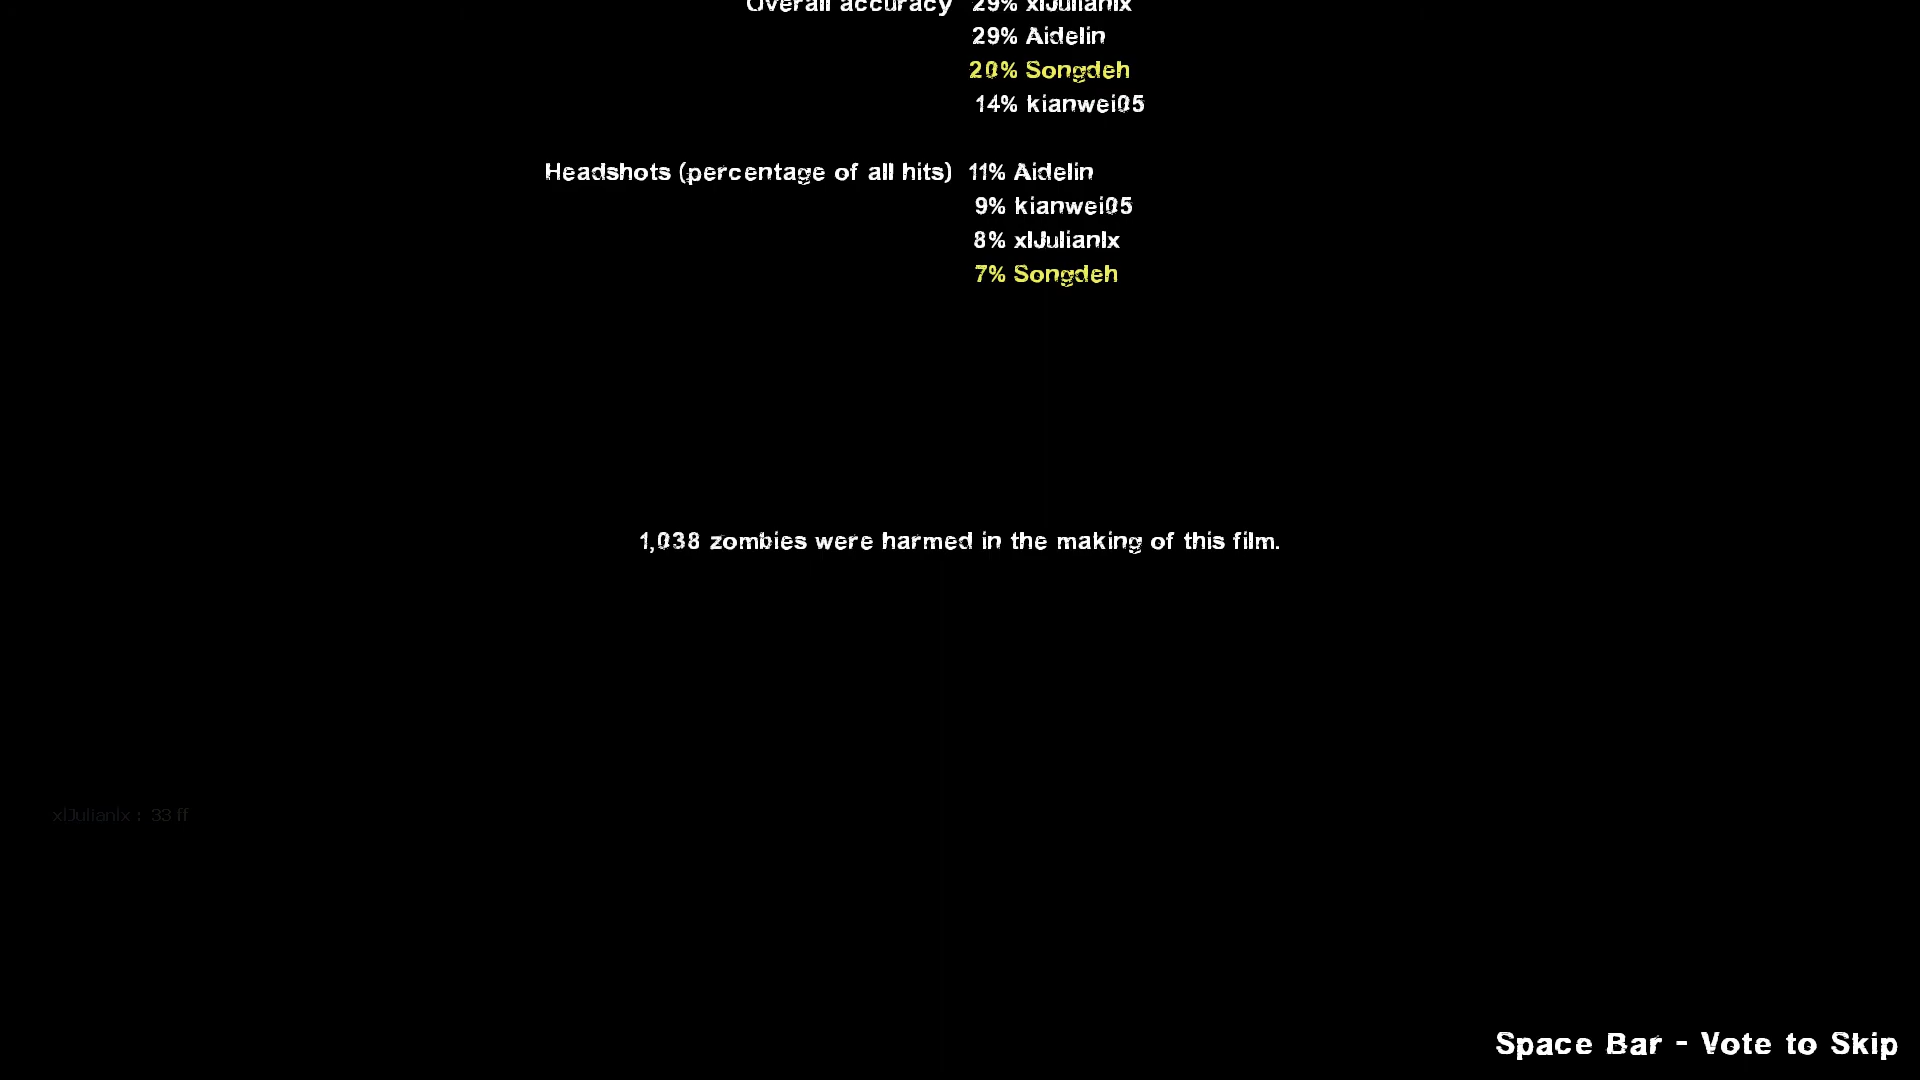 Overall accuracy 29% xlJulianlx
29% Aidelin
20% Songdeh
14% kianwei05
Headshots (percentage of all hits) 11% Aidelin
9% kianwei05
8% xlJulianlx
7% Songdeh
1,038 zombies were harmed in the making of this film.
xlJulianlx : 33 ff
Space Bar - Vote to Skip